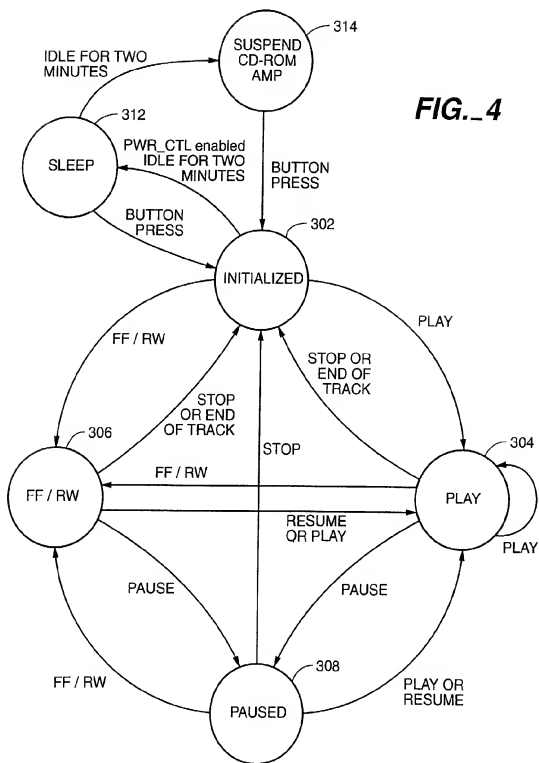 314
SUSPEND
CD-ROM
AMP
IDLE FOR TWO
MINUTES
FIG._4
312
SLEEP
PWR_CTL enabled
IDLE FOR TWO
MINUTES
BUTTON
PRESS
BUTTON
PRESS
302
INITIALIZED
FF / RW
PLAY
STOP OR
END OF
TRACK
STOP
OR END
OF TRACK
306
STOP
304
FF / RW
FF / RW
PLAY
RESUME
OR PLAY
PLAY
PAUSE
PAUSE
308
FF / RW
PLAY OR
RESUME
PAUSED